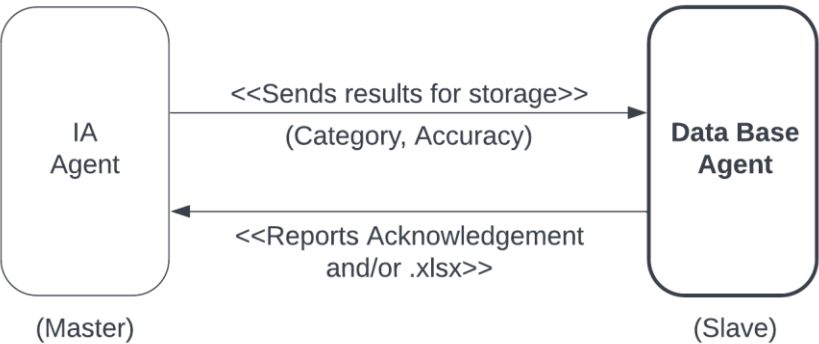 <<Sends results for storage>>
(Category, Accuracy)
IA
Agent
Data Base
Agent
<<Reports Acknowledgement
and/or .xlsx>>
(Master)
(Slave)